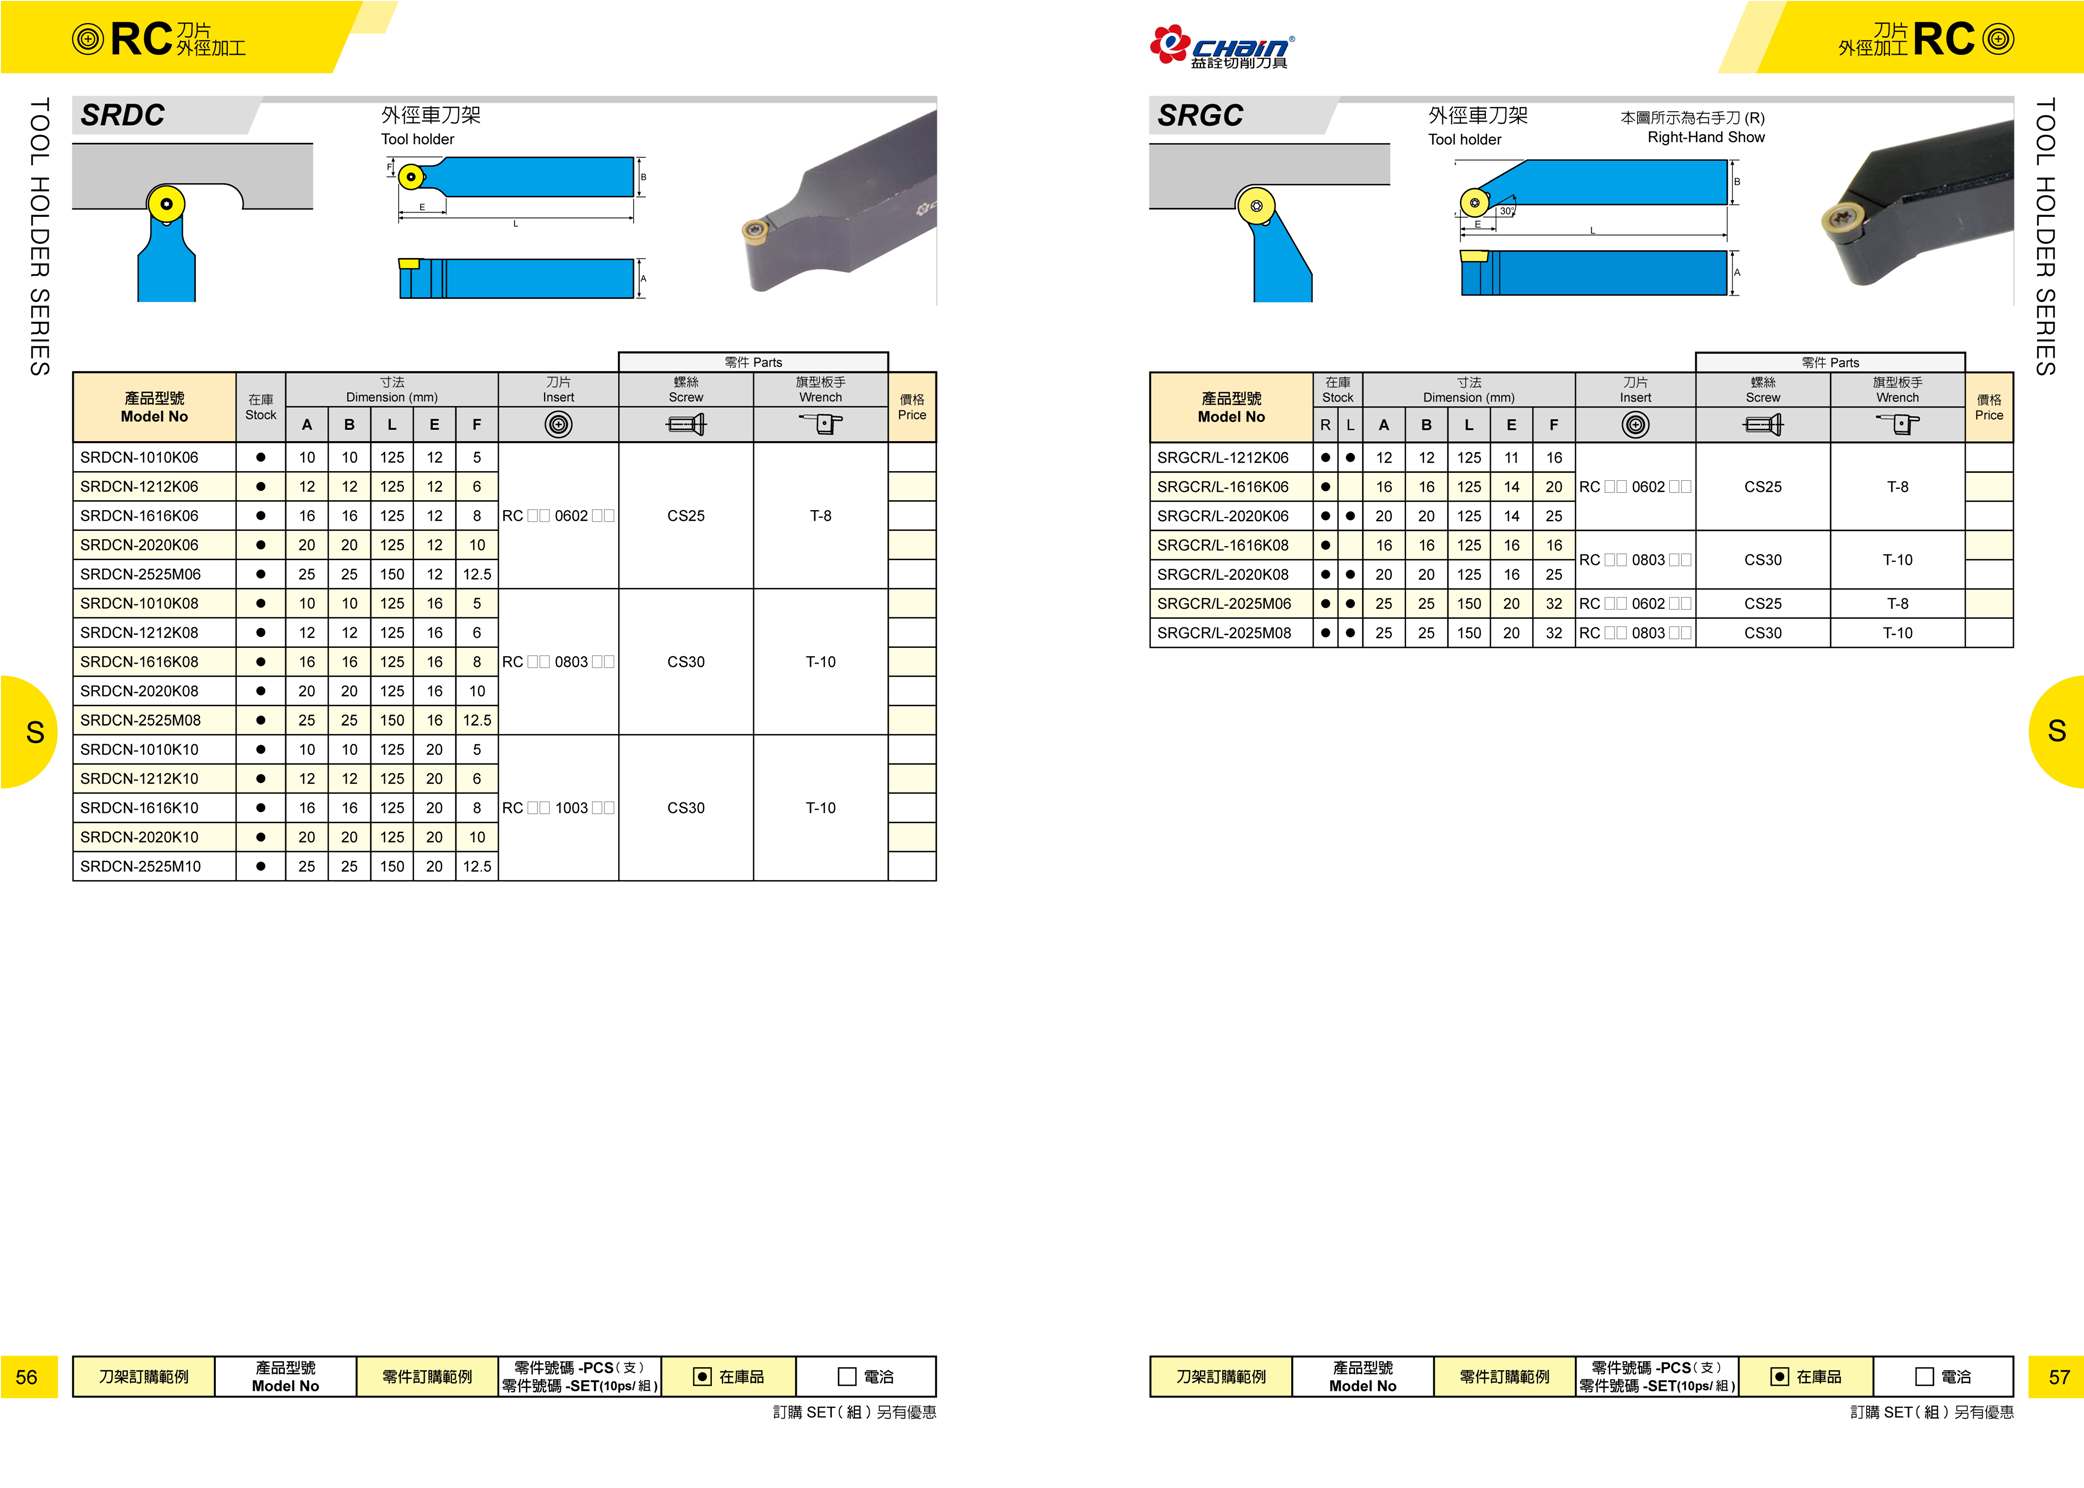 RC 刀片
外徑加工
TOOL HOLDER SERIES
SRDC
外徑車刀架
Tool holder
F
B
E
L
A
零件 Parts
產品型號 在庫 寸法 刀片 螺絲 旗型板手 價格
Model No Stock Dimension (mm) Insert Screw Wrench Price
A B L E F
SRDCN-1010K06 ● 10 10 125 12 5
SRDCN-1212K06 ● 12 12 125 12 6
SRDCN-1616K06 ● 16 16 125 12 8 RC □□ 0602 □□ CS25 T-8
SRDCN-2020K06 ● 20 20 125 12 10
SRDCN-2525M06 ● 25 25 150 12 12.5
SRDCN-1010K08 ● 10 10 125 16 5
SRDCN-1212K08 ● 12 12 125 16 6
SRDCN-1616K08 ● 16 16 125 16 8 RC □□ 0803 □□ CS30 T-10
SRDCN-2020K08 ● 20 20 125 16 10
SRDCN-2525M08 ● 25 25 150 16 12.5
SRDCN-1010K10 ● 10 10 125 20 5
SRDCN-1212K10 ● 12 12 125 20 6
SRDCN-1616K10 ● 16 16 125 20 8 RC □□ 1003 □□ CS30 T-10
SRDCN-2020K10 ● 20 20 125 20 10
SRDCN-2525M10 ● 25 25 150 20 12.5
S
56
刀架訂購範例 產品型號 零件訂購範例 零件號碼 -PCS（支） 在庫品 電洽
Model No 零件號碼 -SET(10ps/ 組 )
訂購 SET（ 組 ）另有優惠
CHain®
益詮切削刀具
刀片
外徑加工 RC
TOOL HOLDER SERIES
SRGC
外徑車刀架
Tool holder
本圖所示為右手刀 (R)
Right-Hand Show
B
30°
E
L
A
零件 Parts
產品型號 在庫 寸法 刀片 螺絲 旗型板手 價格
Model No Stock Dimension (mm) Insert Screw Wrench Price
R L A B L E F
SRGCR/L-1212K06 ● ● 12 12 125 11 16
SRGCR/L-1616K06 ● 16 16 125 14 20 RC □□ 0602 □□ CS25 T-8
SRGCR/L-2020K06 ● ● 20 20 125 14 25
SRGCR/L-1616K08 ● 16 16 125 16 16 RC □□ 0803 □□ CS30 T-10
SRGCR/L-2020K08 ● ● 20 20 125 16 25
SRGCR/L-2025M06 ● ● 25 25 150 20 32 RC □□ 0602 □□ CS25 T-8
SRGCR/L-2025M08 ● ● 25 25 150 20 32 RC □□ 0803 □□ CS30 T-10
S
刀架訂購範例 產品型號 零件訂購範例 零件號碼 -PCS（支） 在庫品 電洽
Model No 零件號碼 -SET(10ps/ 組 )
57
訂購 SET（ 組 ）另有優惠